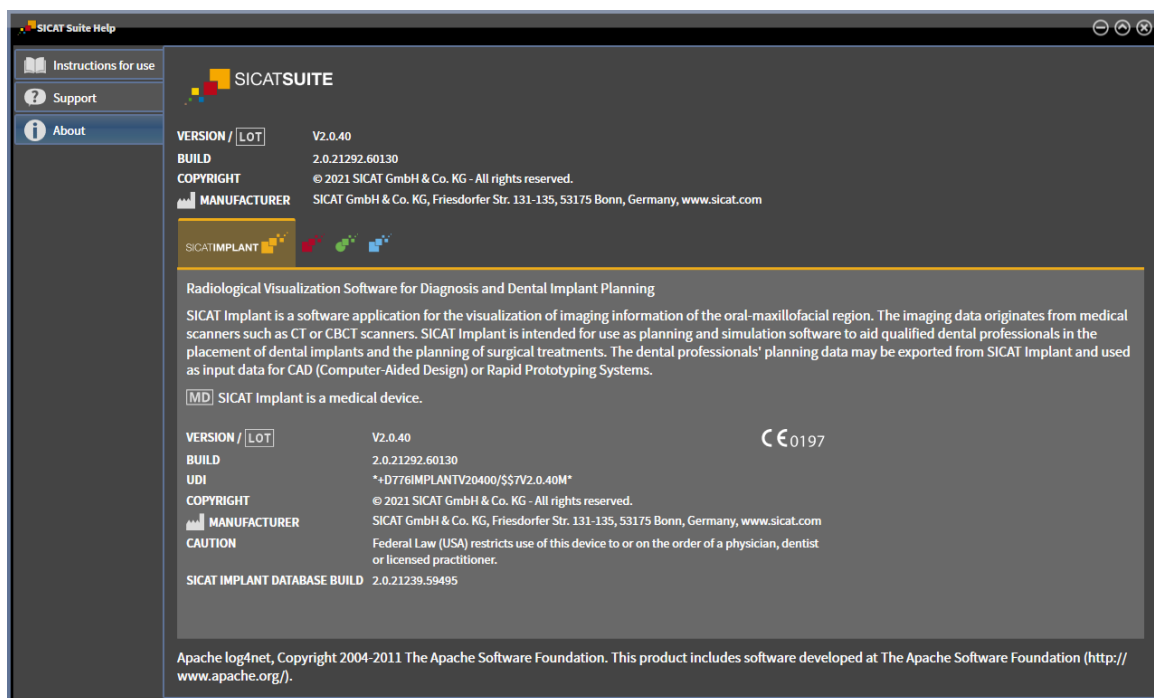 SICAT Suite Help
Instructions for use
Support
About
SICATSUITE
VERSION / LOT V2.0.40
BUILD 2.0.21292.60130
COPYRIGHT © 2021 SICAT GmbH & Co. KG - All rights reserved.
MANUFACTURER SICAT GmbH & Co. KG, Friesdorfer Str. 131-135, 53175 Bonn, Germany, www.sicat.com
SICATIMPLANT
Radiological Visualization Software for Diagnosis and Dental Implant Planning
SICAT Implant is a software application for the visualization of imaging information of the oral-maxillofacial region. The imaging data originates from medical
scanners such as CT or CBCT scanners. SICAT Implant is intended for use as planning and simulation software to aid qualified dental professionals in the
placement of dental implants and the planning of surgical treatments. The dental professionals' planning data may be exported from SICAT Implant and used
as input data for CAD (Computer-Aided Design) or Rapid Prototyping Systems.
MD SICAT Implant is a medical device.
VERSION / LOT V2.0.40 CE0197
BUILD 2.0.21292.60130
UDI *+D776IMPLANTV20400/$$7V2.0.40M*
COPYRIGHT © 2021 SICAT GmbH & Co. KG - All rights reserved.
MANUFACTURER SICAT GmbH & Co. KG, Friesdorfer Str. 131-135, 53175 Bonn, Germany, www.sicat.com
CAUTION Federal Law (USA) restricts use of this device to or on the order of a physician, dentist
or licensed practitioner.
SICAT IMPLANT DATABASE BUILD 2.0.21239.59495
Apache log4net, Copyright 2004-2011 The Apache Software Foundation. This product includes software developed at The Apache Software Foundation (http://
www.apache.org/).